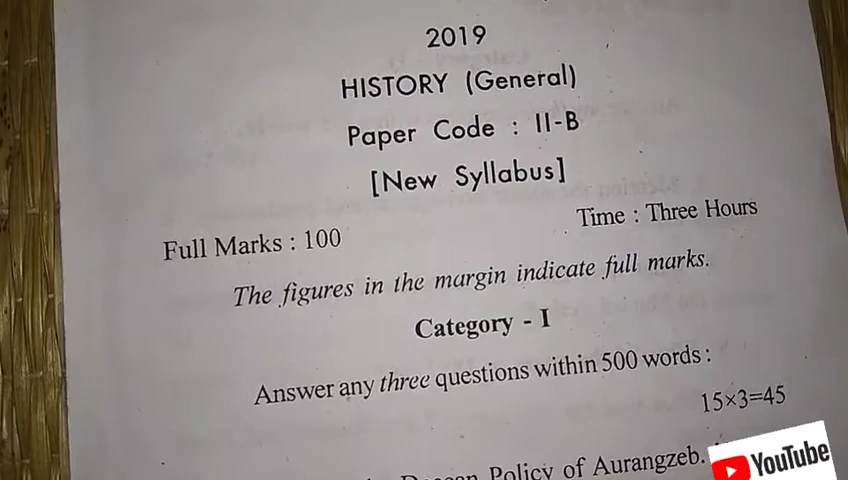 2019
HISTORY (General)
Paper Code : II-B
[New Syllabus]
Full Marks : 100
Time : Three Hours
The figures in the margin indicate full marks.
Category - I
Answer any three questions within 500 words :
15×3=45
Policy of Aurangzeb.
YouTube